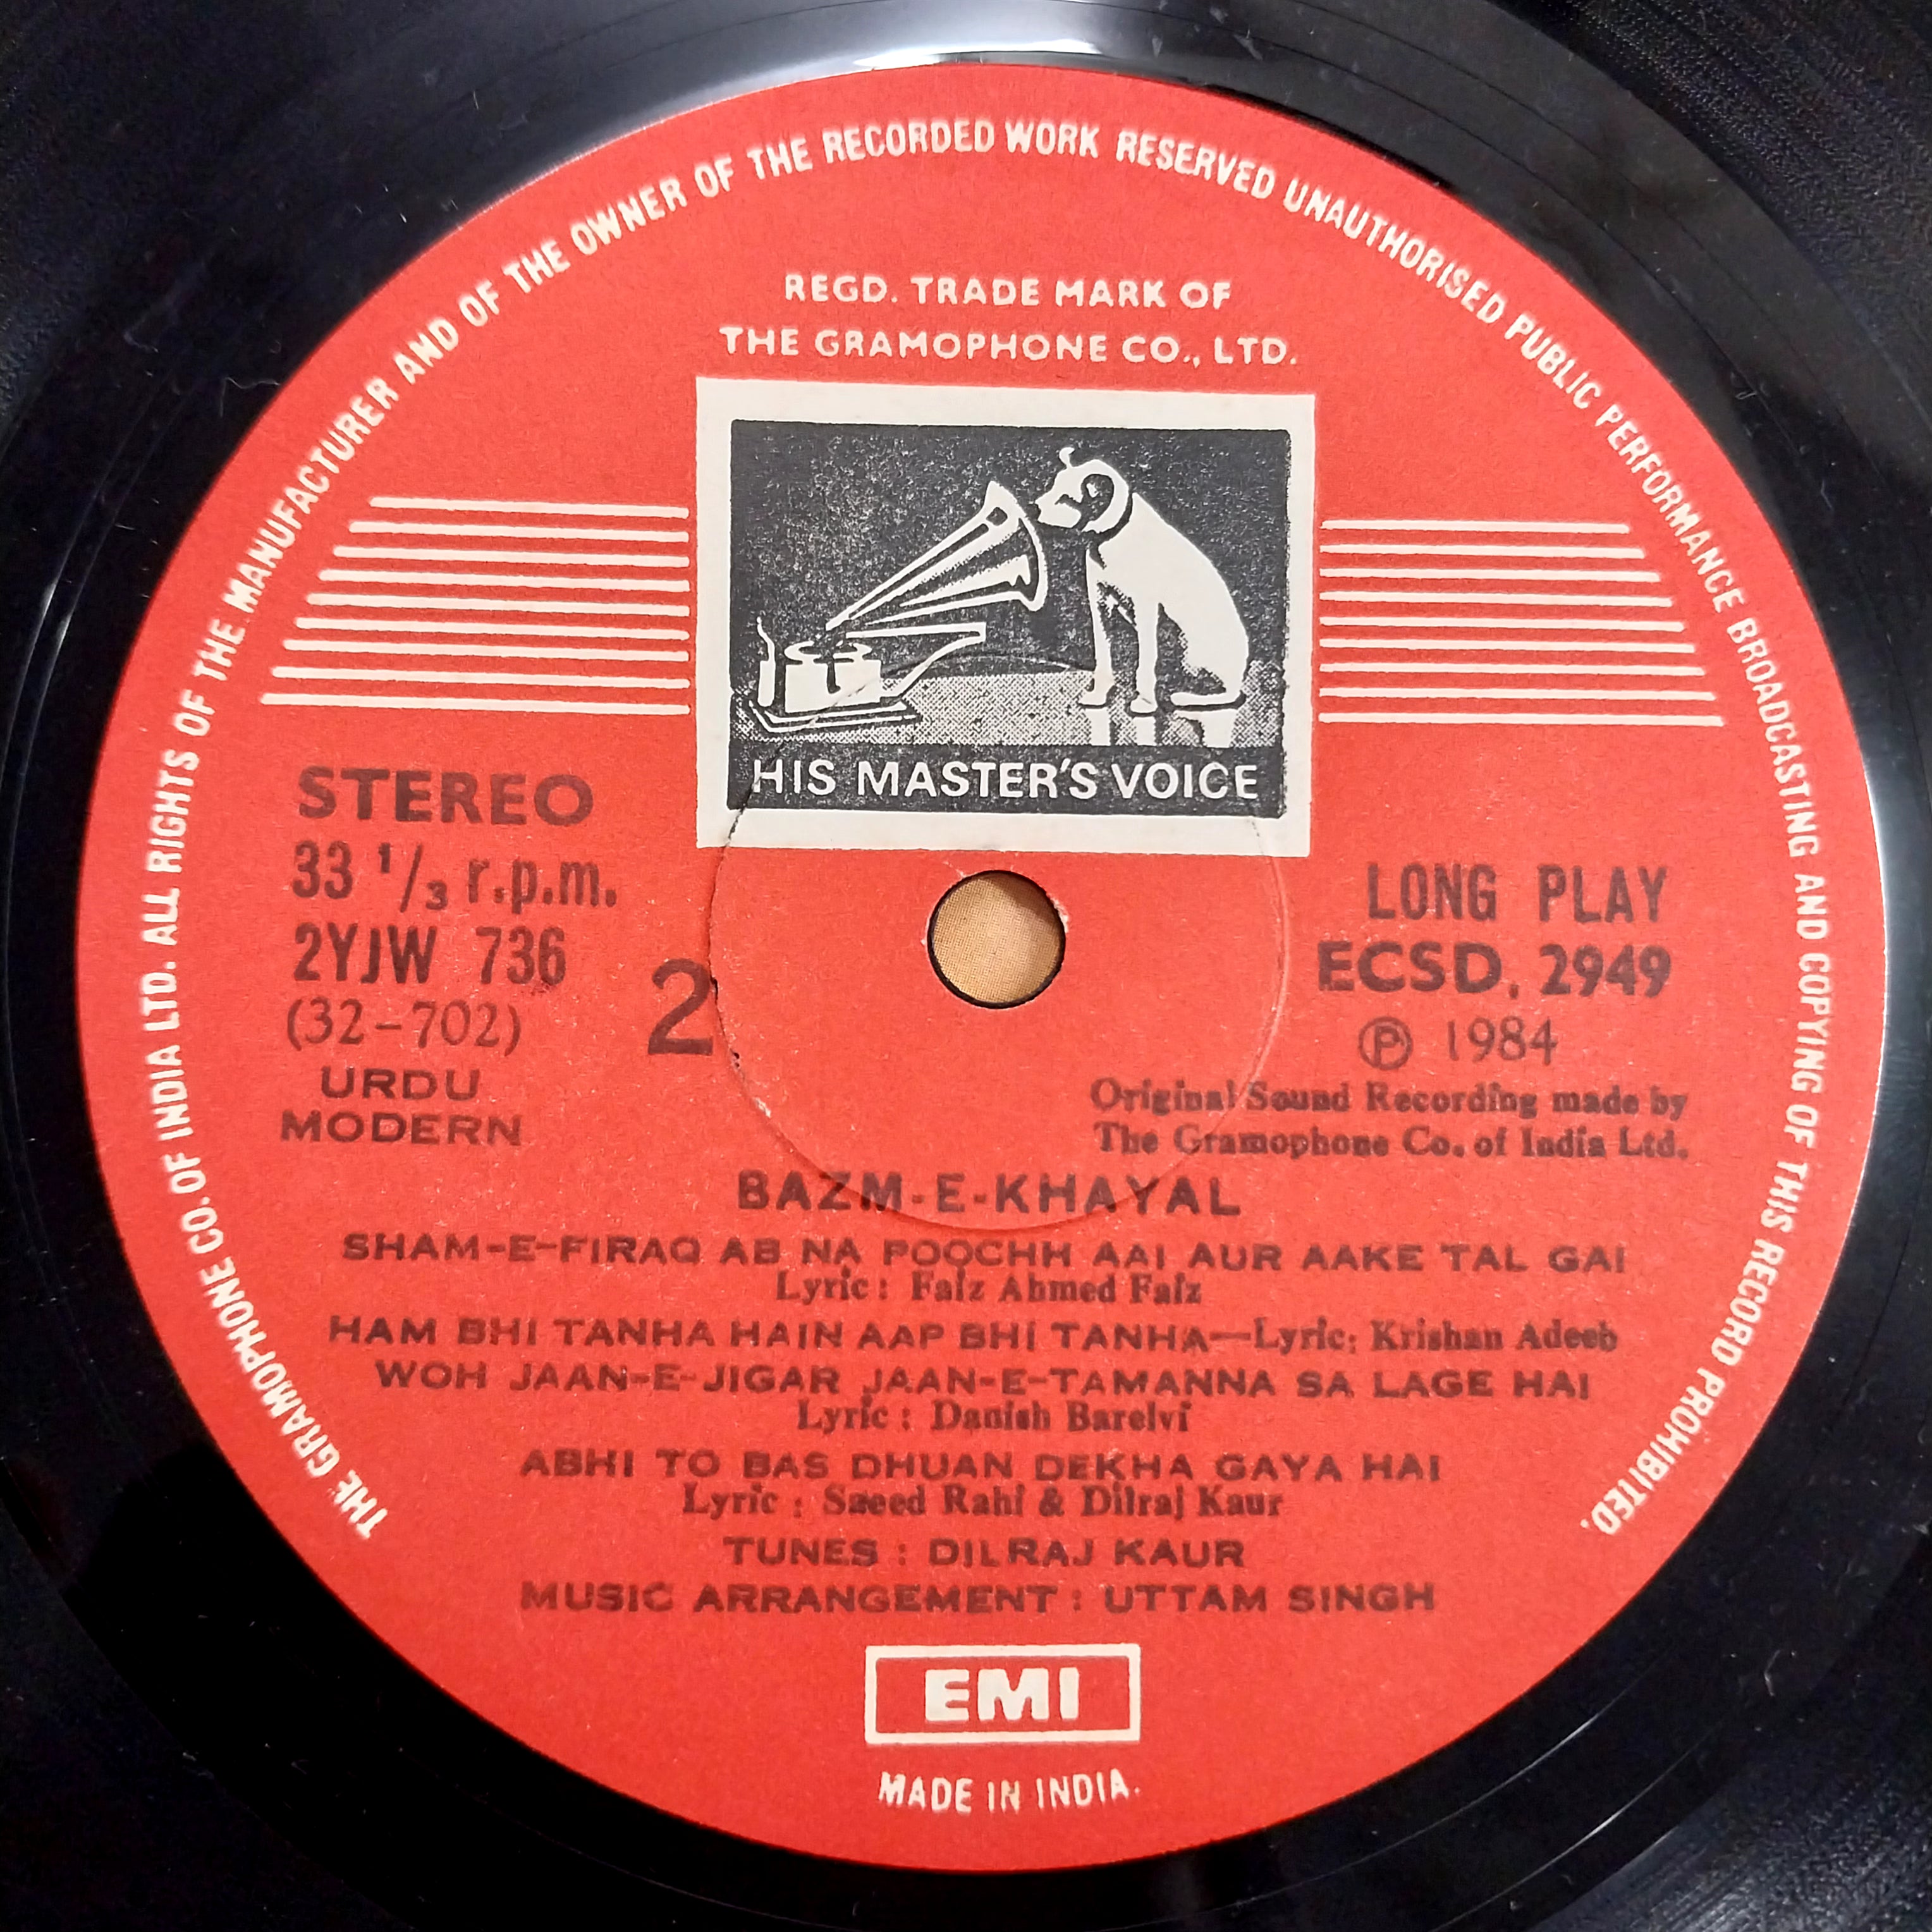 THE GRAMOPHONE CO. OF INDIA LTD. ALL RIGHTS OF THE MANUFACTURER AND OF THE OWNER OF THE RECORDED WORK RESERVED UNAUTHORISED PUBLIC PERFORMANCE BROADCASTING AND COPYING OF THIS RECORD PROHIBITED.
REGD. TRADE MARK OF
THE GRAMOPHONE CO., LTD.
HIS MASTER'S VOICE
STEREO
33 1/3 r.p.m.
2YJW 736
(32-702)
URDU
MODERN
2
LONG PLAY
ECSD. 2949
Ⓟ 1984
Original Sound Recording made by
The Gramophone Co. of India Ltd.
BAZM-E-KHAYAL
SHAM-E-FIRAQ AB NA POOCHH AAI AUR AAKE TAL GAI
Lyric : Faiz Ahmed Faiz
HAM BHI TANHA HAIN AAP BHI TANHA—Lyric: Krishan Adeeb
WOH JAAN-E-JIGAR JAAN-E-TAMANNA SA LAGE HAI
Lyric : Danish Barelvi
ABHI TO BAS DHUAN DEKHA GAYA HAI
Lyric : Saeed Rahi & Dilraj Kaur
TUNES : DILRAJ KAUR
MUSIC ARRANGEMENT : UTTAM SINGH
EMI
MADE IN INDIA.